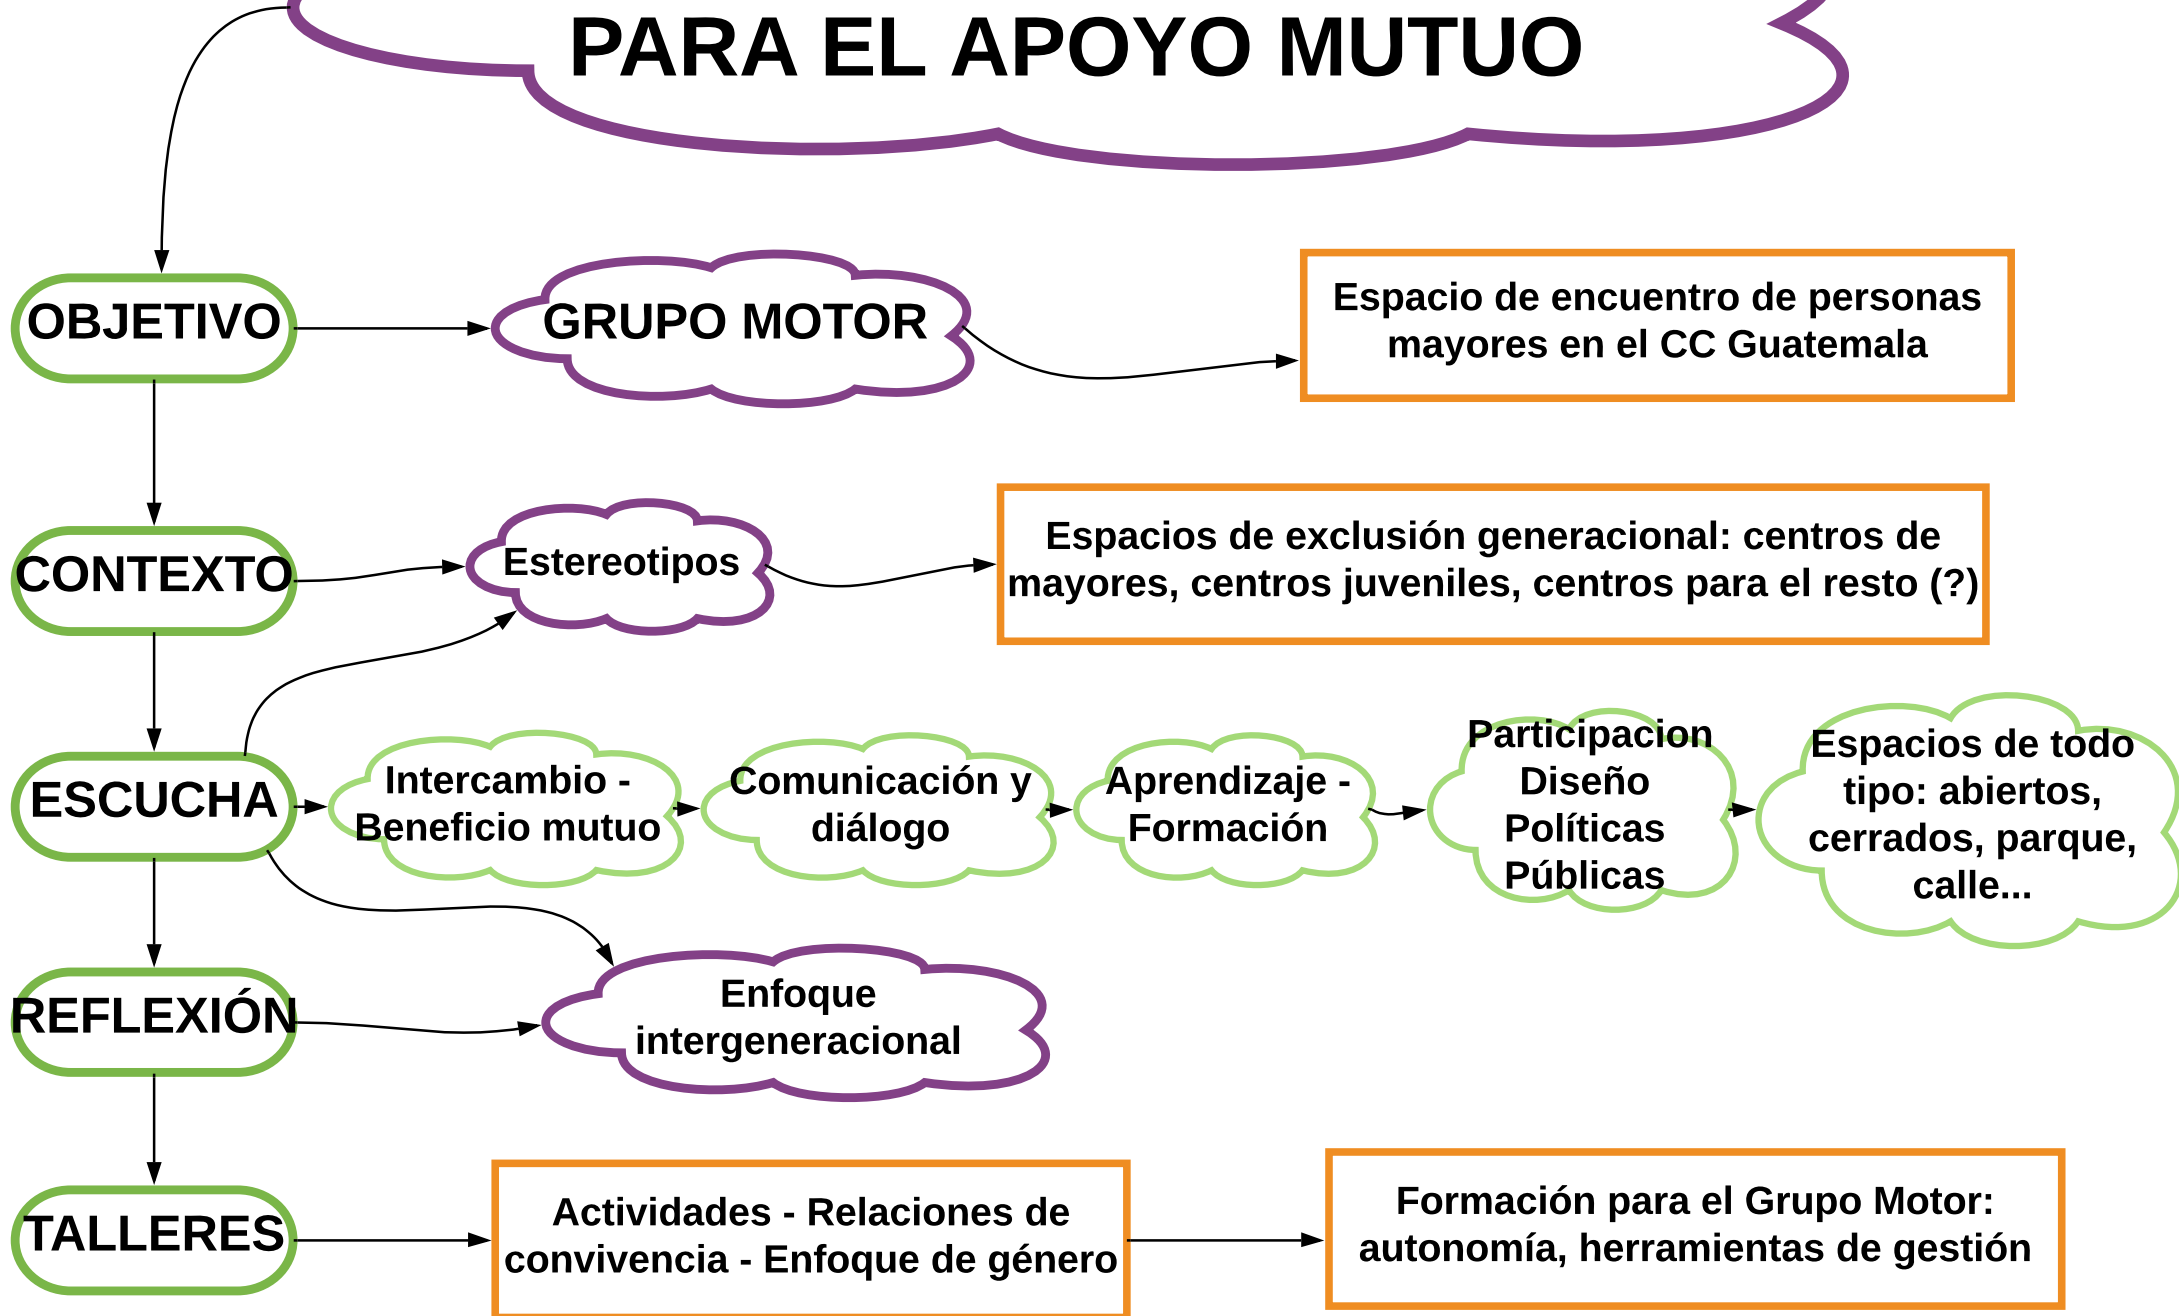 PARA EL APOYO MUTUO
OBJETIVO
GRUPO MOTOR
Espacio de encuentro de personas
mayores en el CC Guatemala
CONTEXTO
Estereotipos
Espacios de exclusión generacional: centros de
mayores, centros juveniles, centros para el resto (?)
ESCUCHA
Intercambio -
Beneficio mutuo
Comunicación y
diálogo
Aprendizaje -
Formación
Participacion
Diseño
Políticas
Públicas
Espacios de todo
tipo: abiertos,
cerrados, parque,
calle...
REFLEXIÓN
Enfoque
intergeneracional
TALLERES
Actividades - Relaciones de
convivencia - Enfoque de género
Formación para el Grupo Motor:
autonomía, herramientas de gestión